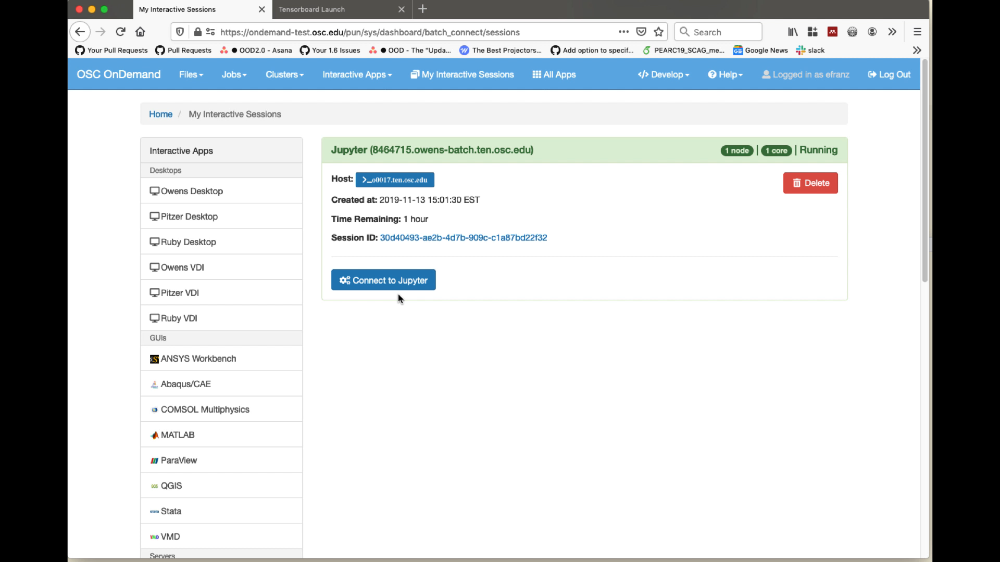 My Interactive Sessions
Tensorboard Launch
https://ondemand-test.osc.edu/pun/sys/dashboard/batch_connect/sessions
Search
Your Pull Requests
Pull Requests
● OOD2.0 - Asana
Your 1.6 Issues
● OOD - The "Upda...
The Best Projectors...
Add option to specif...
PEARC19_SCAG_me...
Google News
slack
OSC OnDemand
Files
Jobs
Clusters
Interactive Apps
My Interactive Sessions
All Apps
</> Develop
Help
Logged in as efranz
Log Out
Home / My Interactive Sessions
Interactive Apps
Desktops
Owens Desktop
Pitzer Desktop
Ruby Desktop
Owens VDI
Pitzer VDI
Ruby VDI
GUIs
ANSYS Workbench
Abaqus/CAE
COMSOL Multiphysics
MATLAB
ParaView
QGIS
Stata
VMD
Servers
Jupyter (8464715.owens-batch.ten.osc.edu)
1 node | 1 core | Running
Host: >_o0017.ten.osc.edu
Delete
Created at: 2019-11-13 15:01:30 EST
Time Remaining: 1 hour
Session ID: 30d40493-ae2b-4d7b-909c-c1a87bd22f32
Connect to Jupyter